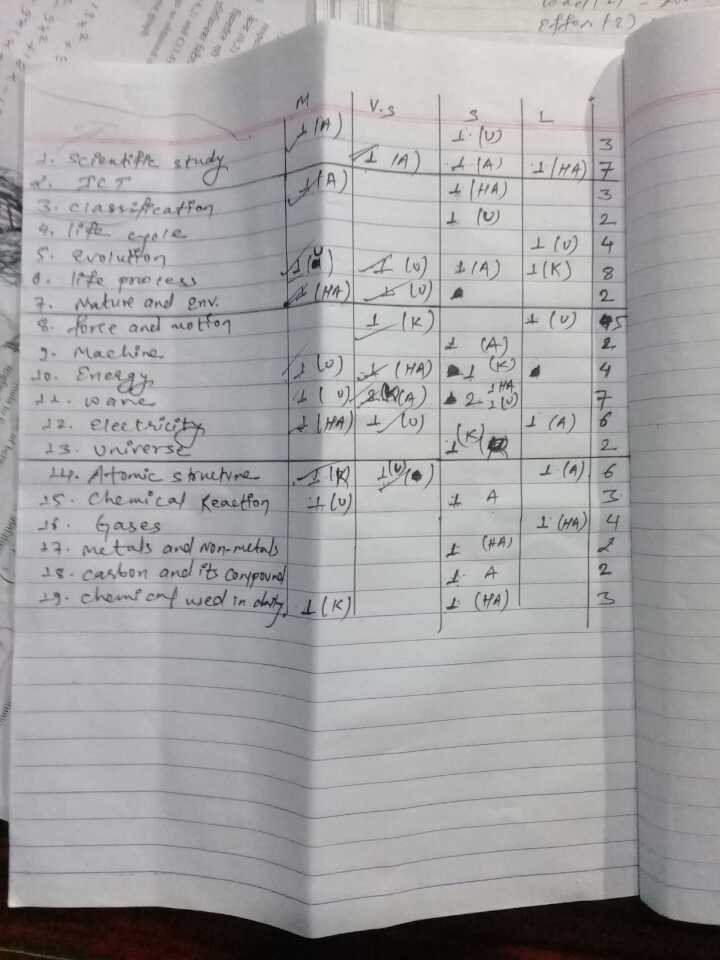 effort (2)
M V.S S L
1 (A) 1 (U) 3
1. Scientific study 1 (A) 1 (A) 1 (HA) 7
2. ICT 1 (A) 1 (HA) 3
3. classification 1 (U) 2
4. life cycle 1 (U) 4
5. evolution 1 (U) 1 (U) 1 (A) 1 (K) 8
6. life process 1 (HA) 1 (U) 2
7. Nature and env.
8. force and motion 1 (K) 1 (U) 5
9. Machine 1 (A) 2
10. Energy 1 (U) 1 (HA) 1 (K) 4
11. wave 1 (U) 2 (A) 2 1 HA 1 (U) 7
12. electricity 1 (HA) 1 (U) 1 (A) 6
13. universe 1 (K) 2
14. Atomic structure 1 (K) 1 (U) 1 (A) 6
15. Chemical Reaction 1 (U) 1 A 3
16. Gases 1 (HA) 4
17. metals and Non-metals 1 (HA) 2
18. carbon and its compound 1 A 2
19. chemical used in daily 1 (K) 1 (HA) 3